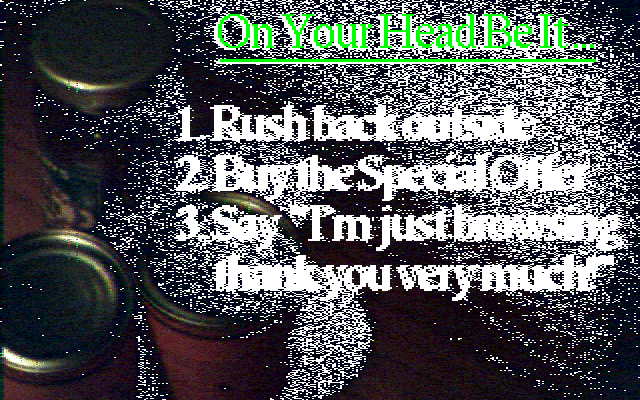 On Your Head Be It ...
1. Rush back outside
2. Buy the Special Offer
3. Say "I'm just browsing
thank you very much!"